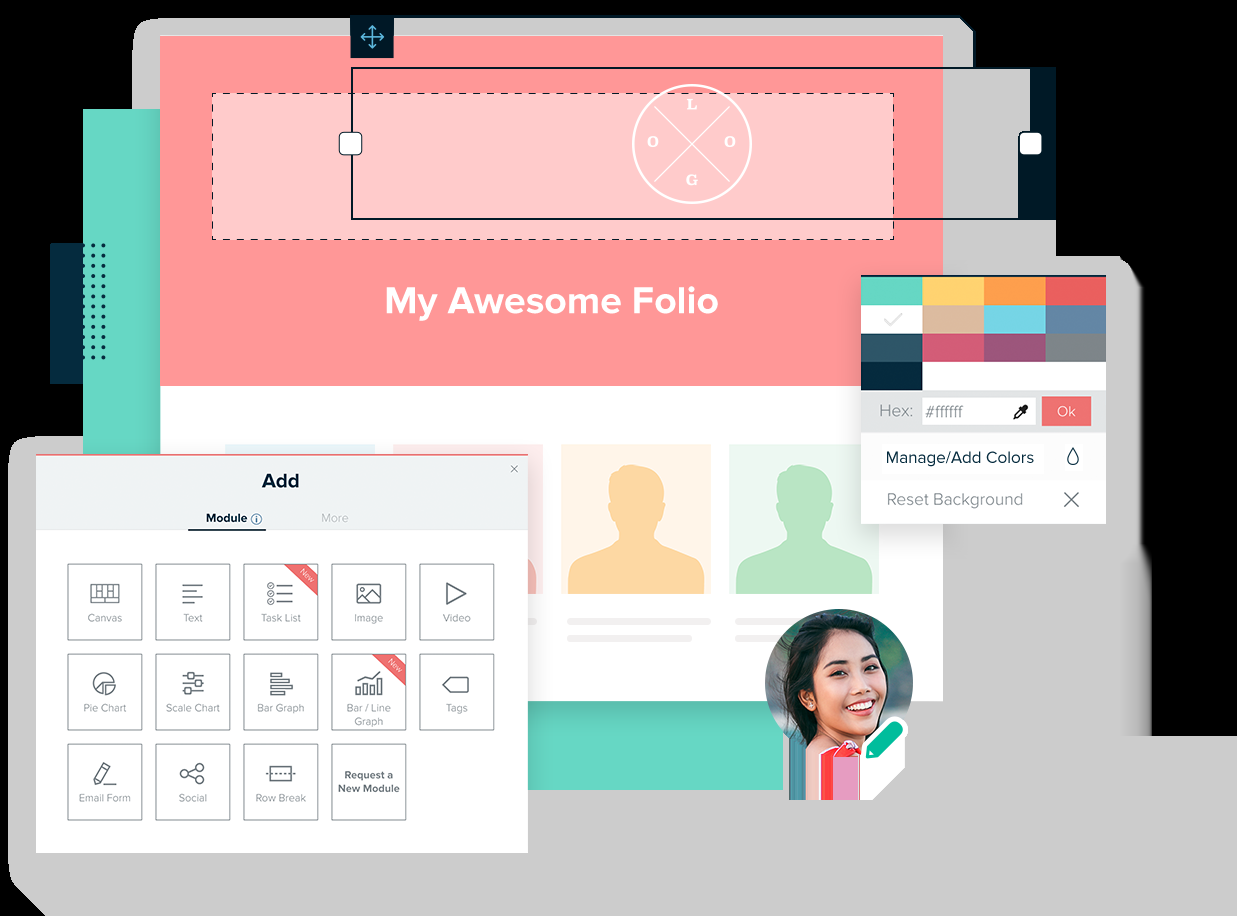 L
O O
G
My Awesome Folio
Hex: #ffffff Ok
Manage/Add Colors
Reset Background
Add
Module More
Canvas
Text
New
Task List
Image
Video
Pie Chart
Scale Chart
Bar Graph
New
Bar / Line
Graph
Tags
Email Form
Social
Row Break
Request a
New Module